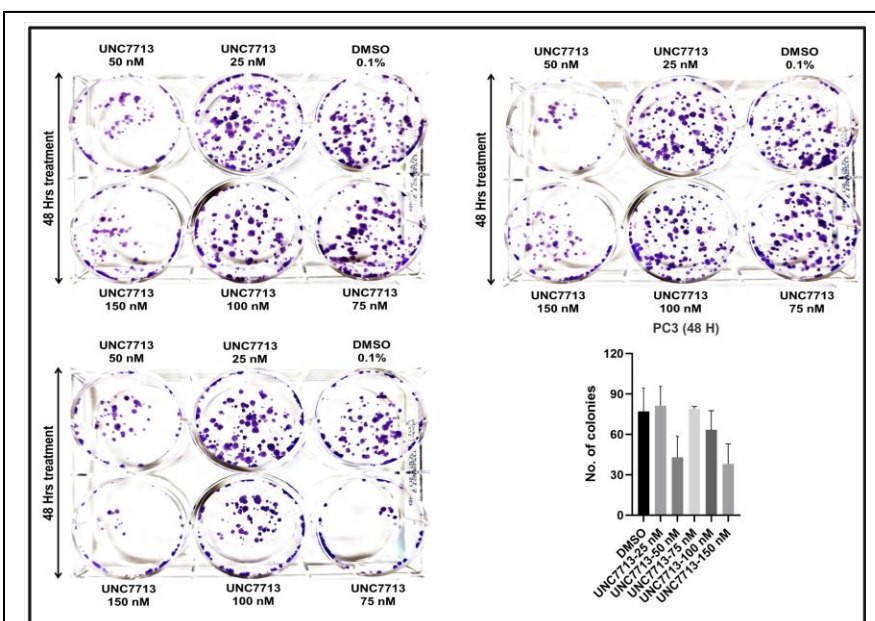 UNC7713
50 nM
UNC7713
25 nM
DMSO
0.1%
48 Hrs treatment
UNC7713
150 nM
UNC7713
100 nM
UNC7713
75 nM
UNC7713
50 nM
UNC7713
25 nM
DMSO
0.1%
48 Hrs treatment
UNC7713
150 nM
UNC7713
100 nM
UNC7713
75 nM
UNC7713
50 nM
UNC7713
25 nM
DMSO
0.1%
48 Hrs treatment
UNC7713
150 nM
UNC7713
100 nM
UNC7713
75 nM
PC3 (48 H)
No. of colonies
120
90
60
30
0
DMSO
UNC7713-25 nM
UNC7713-50 nM
UNC7713-75 nM
UNC7713-100 nM
UNC7713-150 nM